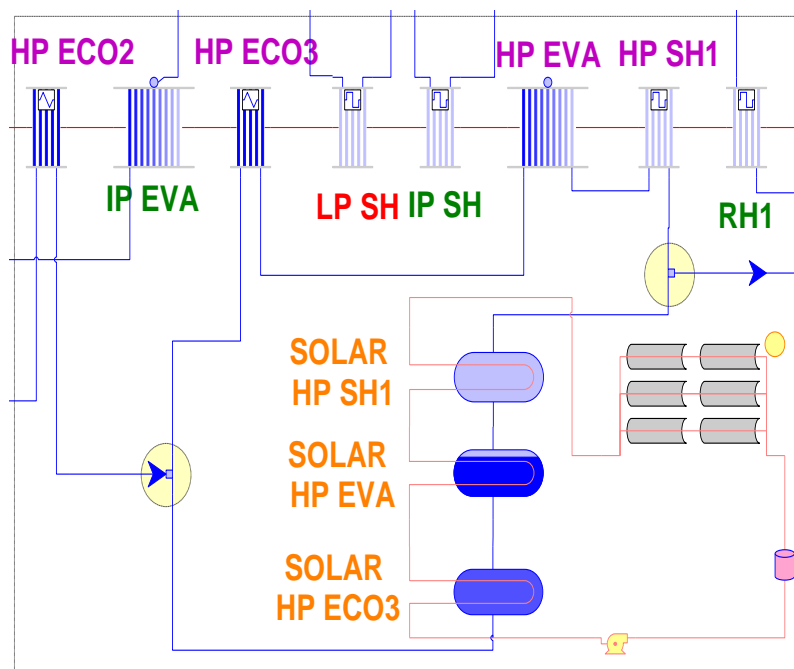 HP ECO2
HP ECO3
HP EVA
HP SH1
IP EVA
LP SH
IP SH
RH1
SOLAR
HP SH1
SOLAR
HP EVA
SOLAR
HP ECO3